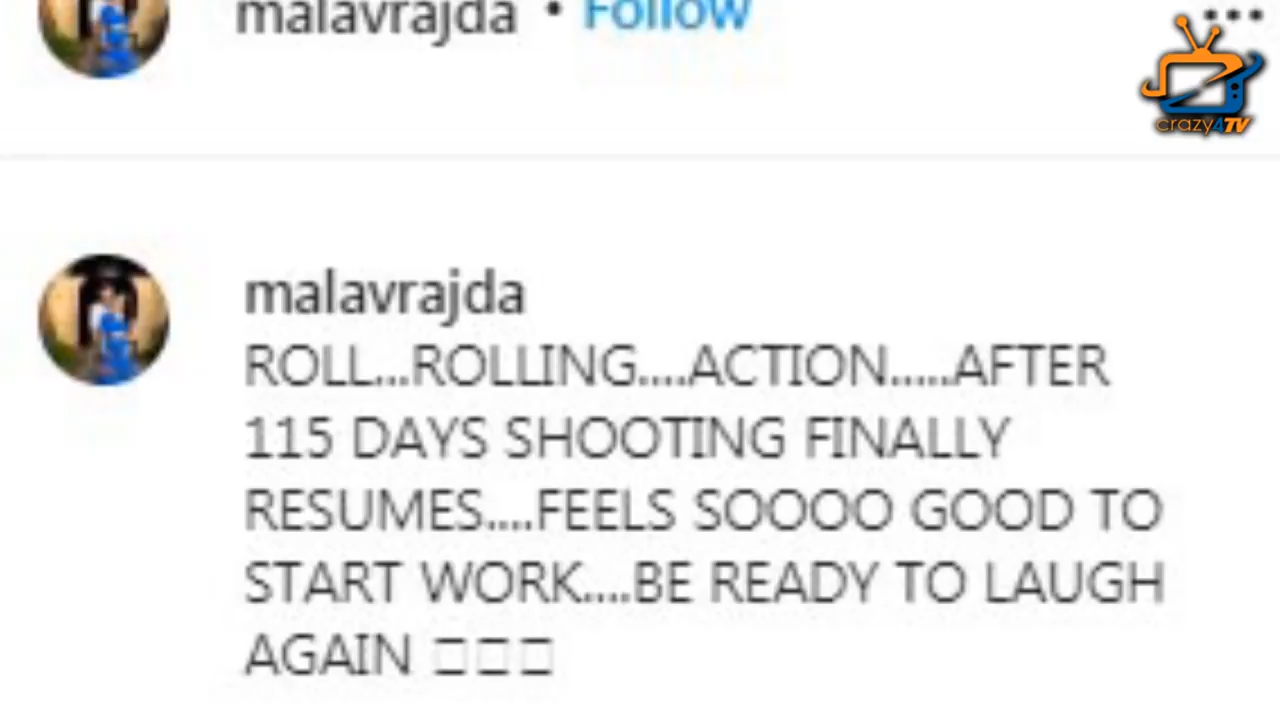 malavrajda • Follow
crazy4TV
malavrajda
ROLL...ROLLING....ACTION.....AFTER
115 DAYS SHOOTING FINALLY
RESUMES....FEELS SOOOO GOOD TO
START WORK....BE READY TO LAUGH
AGAIN □□□